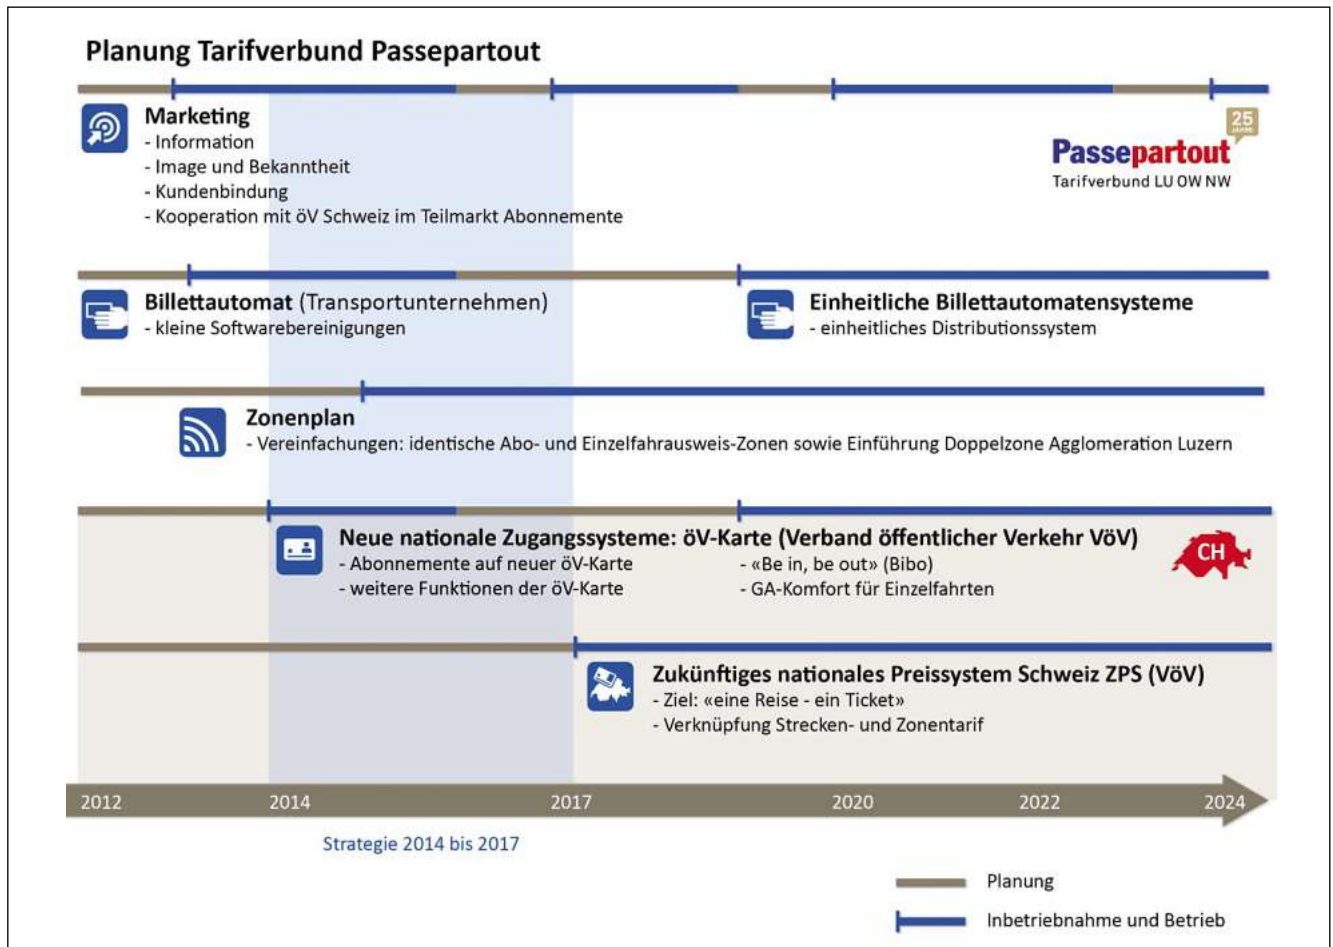 Planung Tarifverbund Passepartout
Marketing
- Information
- Image und Bekanntheit
- Kundenbindung
- Kooperation mit öV Schweiz im Teilmarkt Abonnemente
25
JAHRE
Passepartout
Tarifverbund LU OW NW
Billettautomat (Transportunternehmen)
- kleine Softwarebereinigungen
Einheitliche Billettautomatensysteme
- einheitliches Distributionssystem
Zonenplan
- Vereinfachungen: identische Abo- und Einzelfahrausweis-Zonen sowie Einführung Doppelzone Agglomeration Luzern
Neue nationale Zugangssysteme: öV-Karte (Verband öffentlicher Verkehr VöV)
- Abonnemente auf neuer öV-Karte
- weitere Funktionen der öV-Karte
- «Be in, be out» (Bibo)
- GA-Komfort für Einzelfahrten
CH
Zukünftiges nationales Preissystem Schweiz ZPS (VöV)
- Ziel: «eine Reise - ein Ticket»
- Verknüpfung Strecken- und Zonentarif
2012 2014 2017 2020 2022 2024
Strategie 2014 bis 2017
Planung
Inbetriebnahme und Betrieb